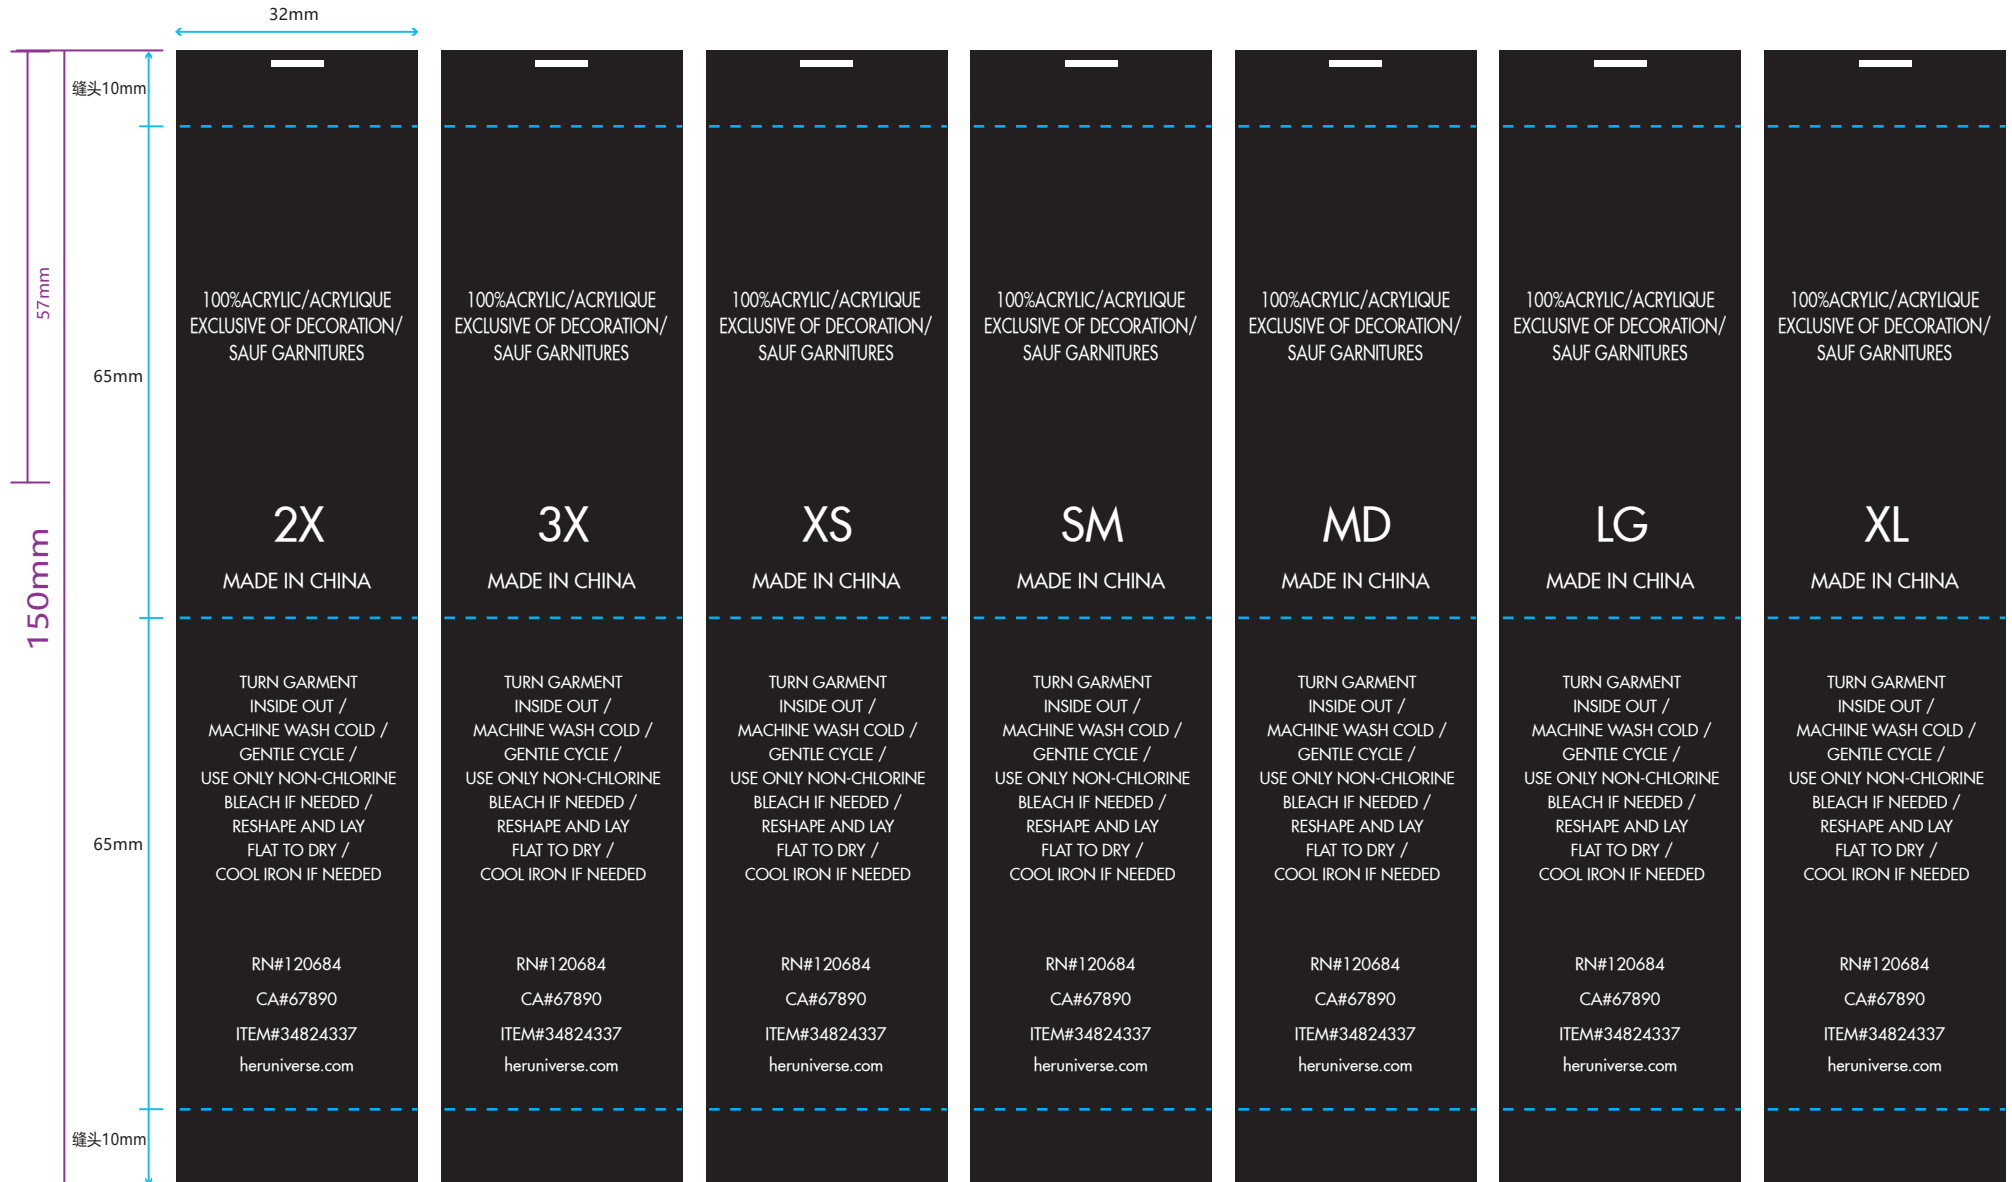 32mm
缝头10mm
57mm
65mm
150mm
65mm
缝头10mm
100%ACRYLIC/ACRYLIQUE
EXCLUSIVE OF DECORATION/
SAUF GARNITURES
2X
MADE IN CHINA
TURN GARMENT
INSIDE OUT /
MACHINE WASH COLD /
GENTLE CYCLE /
USE ONLY NON-CHLORINE
BLEACH IF NEEDED /
RESHAPE AND LAY
FLAT TO DRY /
COOL IRON IF NEEDED
RN#120684
CA#67890
ITEM#34824337
heruniverse.com
100%ACRYLIC/ACRYLIQUE
EXCLUSIVE OF DECORATION/
SAUF GARNITURES
3X
MADE IN CHINA
TURN GARMENT
INSIDE OUT /
MACHINE WASH COLD /
GENTLE CYCLE /
USE ONLY NON-CHLORINE
BLEACH IF NEEDED /
RESHAPE AND LAY
FLAT TO DRY /
COOL IRON IF NEEDED
RN#120684
CA#67890
ITEM#34824337
heruniverse.com
100%ACRYLIC/ACRYLIQUE
EXCLUSIVE OF DECORATION/
SAUF GARNITURES
XS
MADE IN CHINA
TURN GARMENT
INSIDE OUT /
MACHINE WASH COLD /
GENTLE CYCLE /
USE ONLY NON-CHLORINE
BLEACH IF NEEDED /
RESHAPE AND LAY
FLAT TO DRY /
COOL IRON IF NEEDED
RN#120684
CA#67890
ITEM#34824337
heruniverse.com
100%ACRYLIC/ACRYLIQUE
EXCLUSIVE OF DECORATION/
SAUF GARNITURES
SM
MADE IN CHINA
TURN GARMENT
INSIDE OUT /
MACHINE WASH COLD /
GENTLE CYCLE /
USE ONLY NON-CHLORINE
BLEACH IF NEEDED /
RESHAPE AND LAY
FLAT TO DRY /
COOL IRON IF NEEDED
RN#120684
CA#67890
ITEM#34824337
heruniverse.com
100%ACRYLIC/ACRYLIQUE
EXCLUSIVE OF DECORATION/
SAUF GARNITURES
MD
MADE IN CHINA
TURN GARMENT
INSIDE OUT /
MACHINE WASH COLD /
GENTLE CYCLE /
USE ONLY NON-CHLORINE
BLEACH IF NEEDED /
RESHAPE AND LAY
FLAT TO DRY /
COOL IRON IF NEEDED
RN#120684
CA#67890
ITEM#34824337
heruniverse.com
100%ACRYLIC/ACRYLIQUE
EXCLUSIVE OF DECORATION/
SAUF GARNITURES
LG
MADE IN CHINA
TURN GARMENT
INSIDE OUT /
MACHINE WASH COLD /
GENTLE CYCLE /
USE ONLY NON-CHLORINE
BLEACH IF NEEDED /
RESHAPE AND LAY
FLAT TO DRY /
COOL IRON IF NEEDED
RN#120684
CA#67890
ITEM#34824337
heruniverse.com
100%ACRYLIC/ACRYLIQUE
EXCLUSIVE OF DECORATION/
SAUF GARNITURES
XL
MADE IN CHINA
TURN GARMENT
INSIDE OUT /
MACHINE WASH COLD /
GENTLE CYCLE /
USE ONLY NON-CHLORINE
BLEACH IF NEEDED /
RESHAPE AND LAY
FLAT TO DRY /
COOL IRON IF NEEDED
RN#120684
CA#67890
ITEM#34824337
heruniverse.com